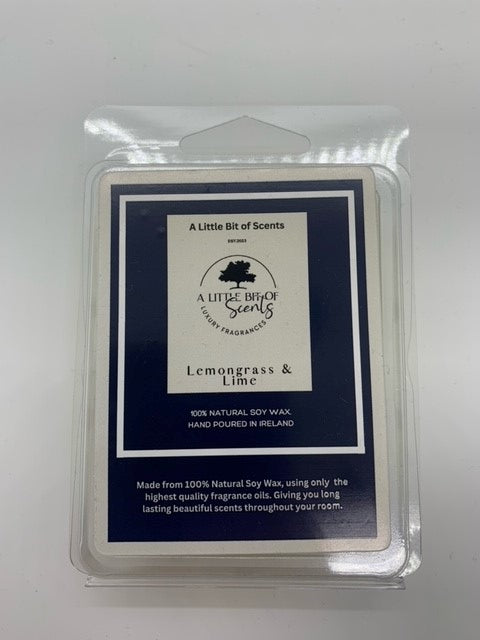 A Little Bit of Scents
EST.2023
A LITTLE BIT OF
Scents
LUXURY FRAGRANCES
Lemongrass &
Lime
100% NATURAL SOY WAX.
HAND POURED IN IRELAND
Made from 100% Natural Soy Wax, using only the
highest quality fragrance oils. Giving you long
lasting beautiful scents throughout your room.